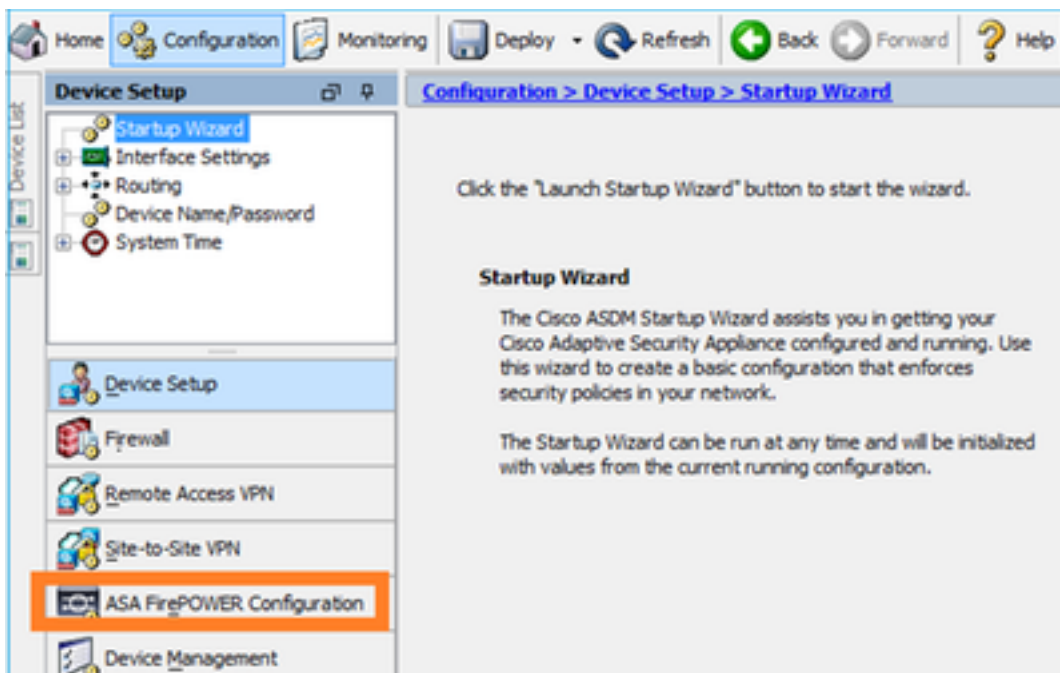 Home Configuration Monitoring Deploy Refresh Back Forward Help
Device List
Device Setup
Startup Wizard
Interface Settings
Routing
Device Name/Password
System Time
Device Setup
Firewall
Remote Access VPN
Site-to-Site VPN
ASA FirePOWER Configuration
Device Management
Configuration > Device Setup > Startup Wizard
Click the "Launch Startup Wizard" button to start the wizard.
Startup Wizard
The Cisco ASDM Startup Wizard assists you in getting your
Cisco Adaptive Security Appliance configured and running. Use
this wizard to create a basic configuration that enforces
security policies in your network.
The Startup Wizard can be run at any time and will be initialized
with values from the current running configuration.